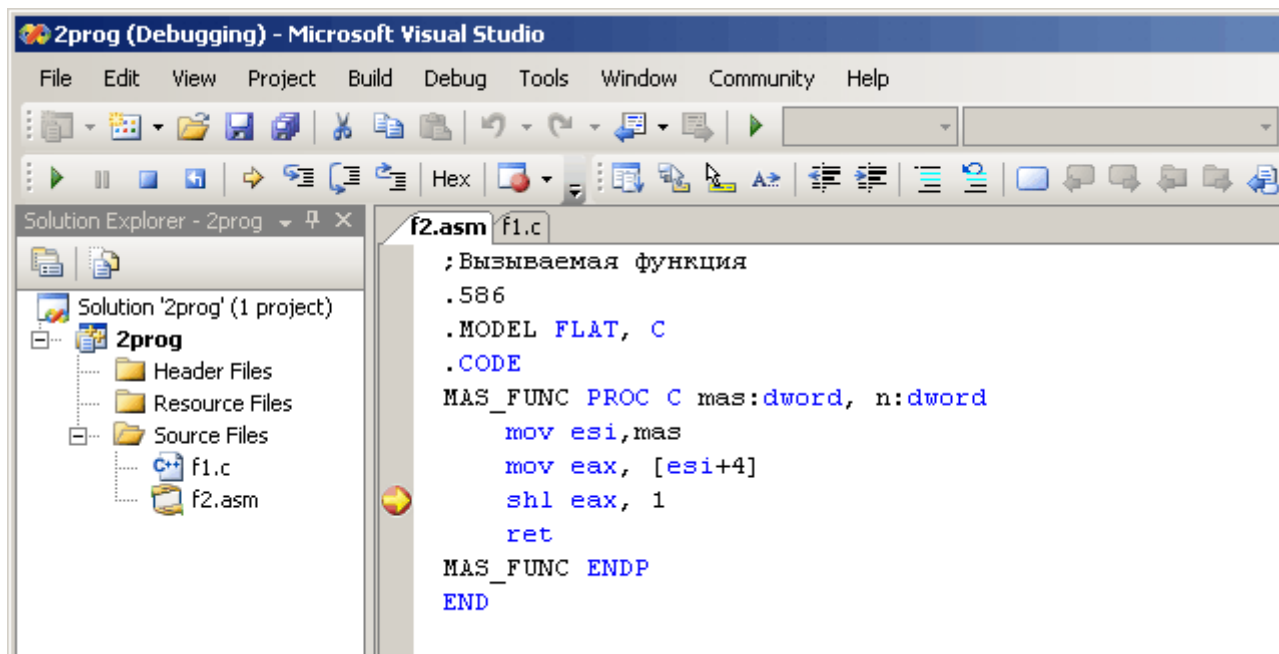 2prog (Debugging) - Microsoft Visual Studio
File Edit View Project Build Debug Tools Window Community Help
Hex
Solution Explorer - 2prog
Solution '2prog' (1 project)
2prog
Header Files
Resource Files
Source Files
f1.c
f2.asm
f2.asm f1.c
;Вызываемая функция
.586
.MODEL FLAT, C
.CODE
MAS_FUNC PROC C mas:dword, n:dword
mov esi,mas
mov eax, [esi+4]
shl eax, 1
ret
MAS_FUNC ENDP
END